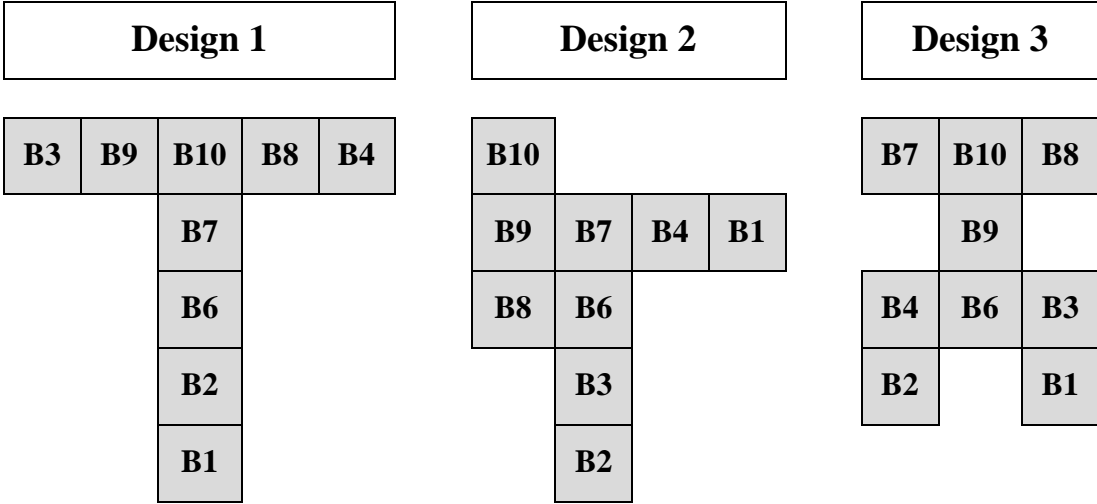 Design 1 Design 2 Design 3
B3 B9 B10 B8 B4 B10 B7 B10 B8
B7 B9 B7 B4 B1 B9
B6 B8 B6 B4 B6 B3
B2 B3 B2 B1
B1 B2